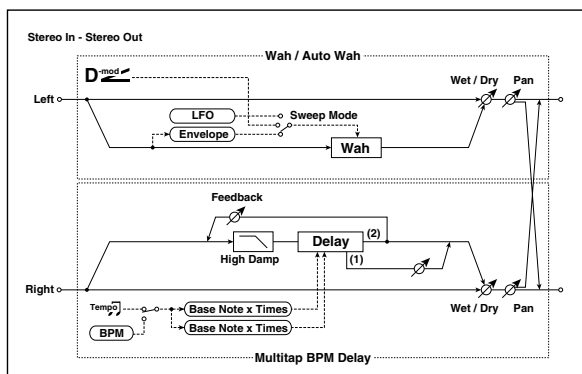 Stereo In - Stereo Out
Wah / Auto Wah
D-mod
Wet / Dry
Pan
Left
LFO
Sweep Mode
Envelope
Wah
Feedback
(2)
Delay
(1)
High Damp
Right
Tempo
Base Note x Times
Wet / Dry
Pan
BPM
Base Note x Times
Multitap BPM Delay